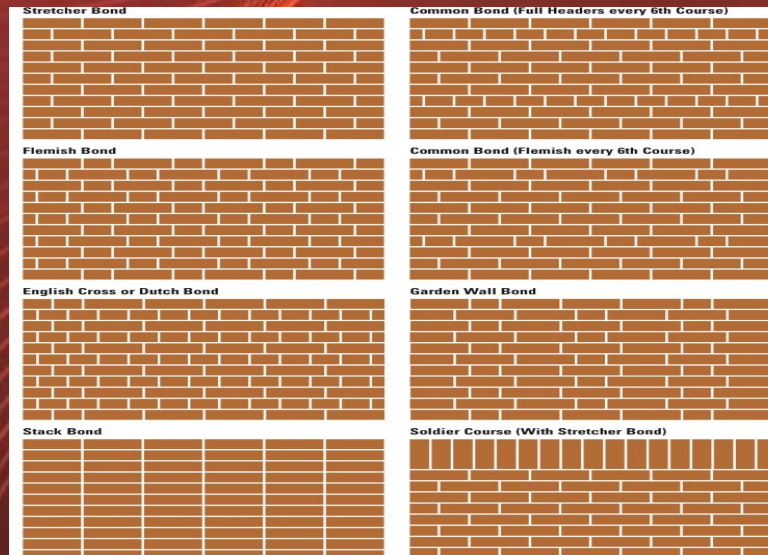 Stretcher Bond
Common Bond (Full Headers every 6th Course)
Flemish Bond
Common Bond (Flemish every 6th Course)
English Cross or Dutch Bond
Garden Wall Bond
Stack Bond
Soldier Course (With Stretcher Bond)